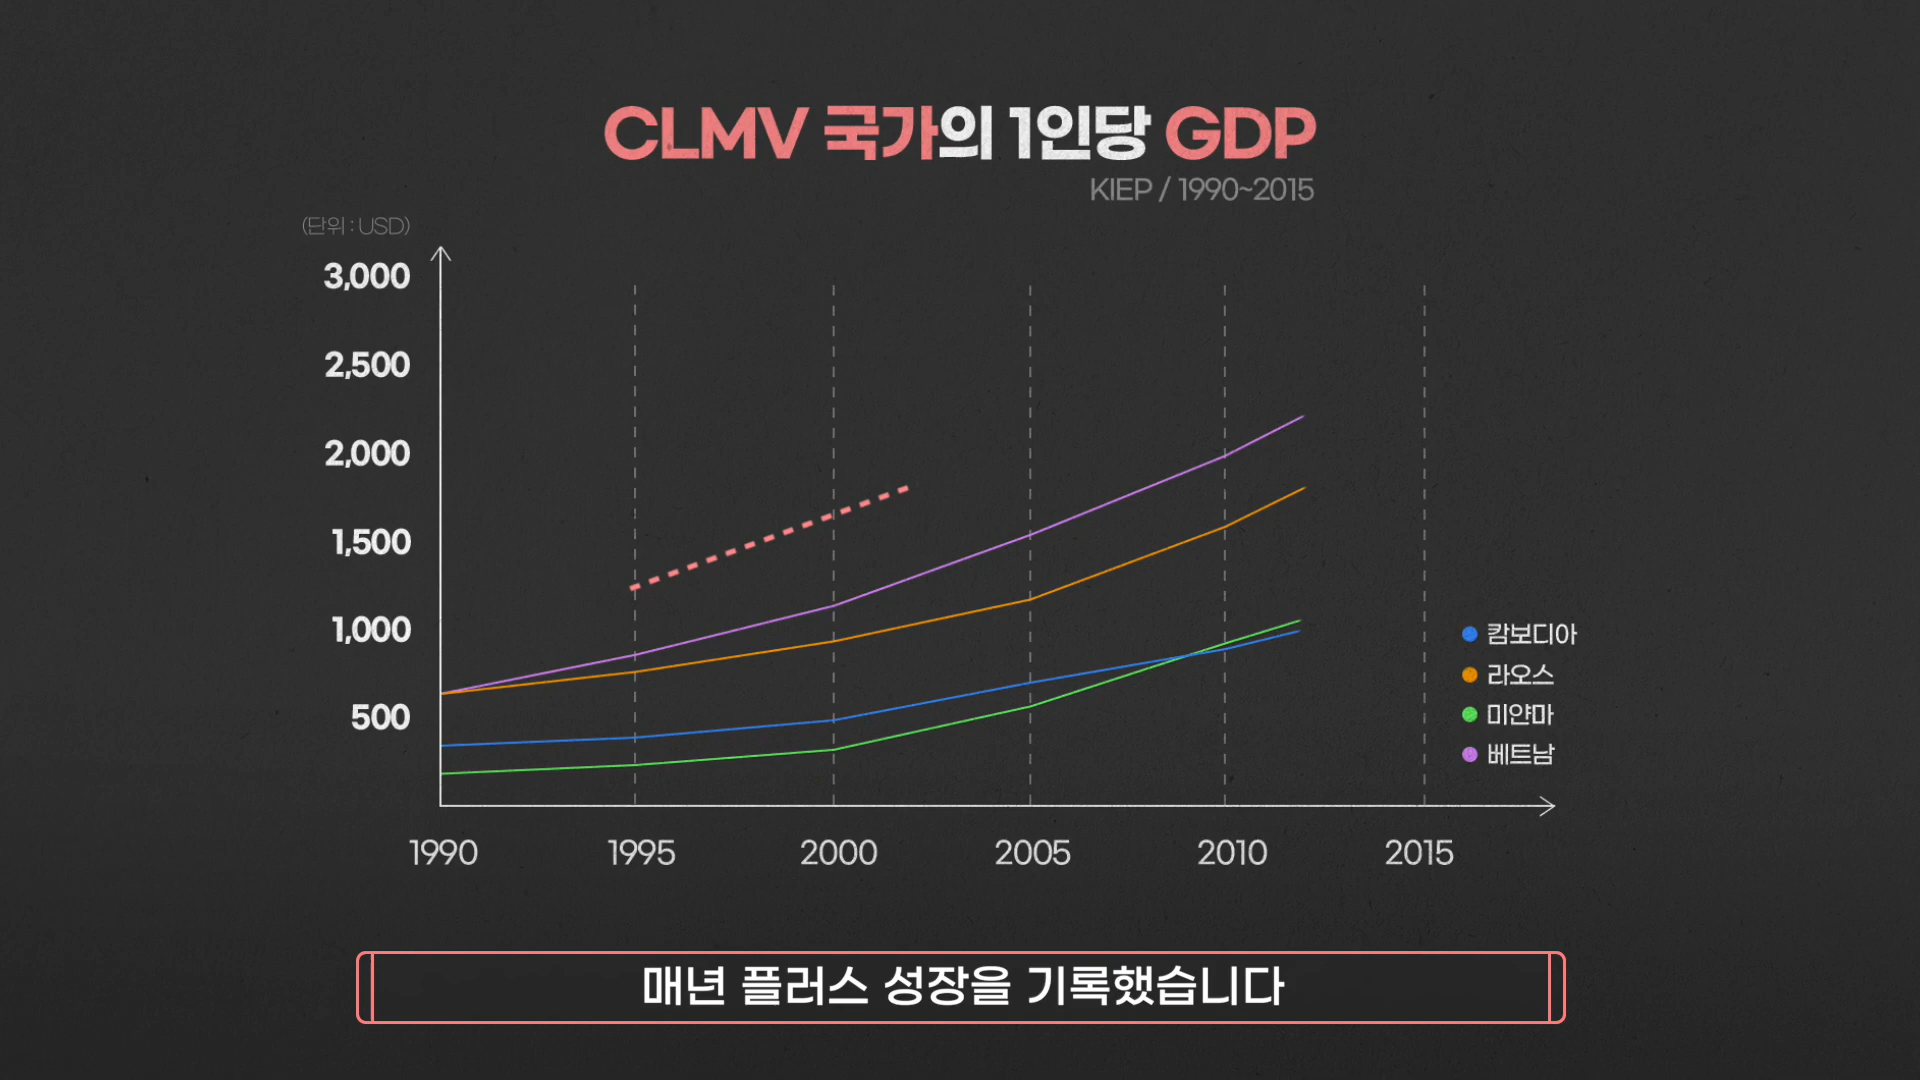 CLMV 국가의 1인당 GDP
KIEP / 1990~2015
(단위 : USD)
3,000
2,500
2,000
1,500
1,000
500
1990 1995 2000 2005 2010 2015
캄보디아
라오스
미얀마
베트남
매년 플러스 성장을 기록했습니다